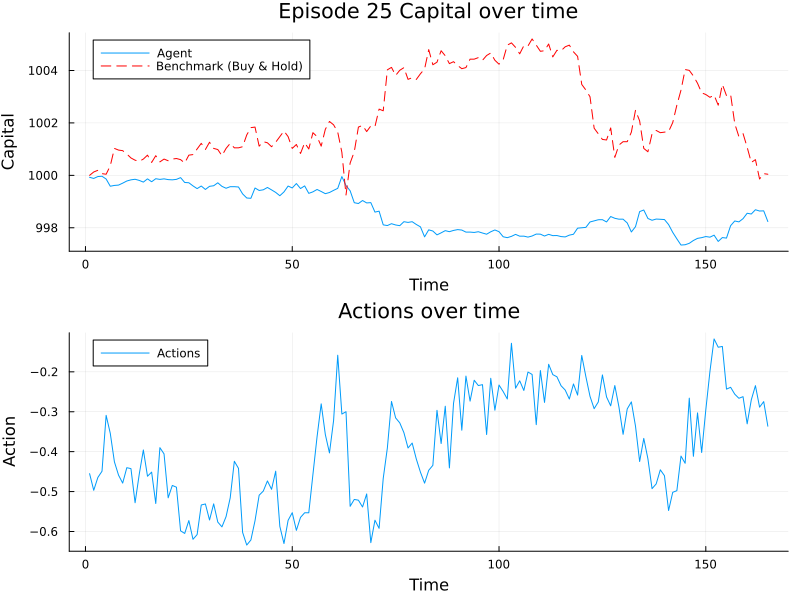 Episode 25 Capital over time
Agent
Benchmark (Buy & Hold)
1004
1002
1000
998
Capital
0
50
100
150
Time
Actions over time
Actions
−0.2
−0.3
−0.4
−0.5
−0.6
Action
0
50
100
150
Time